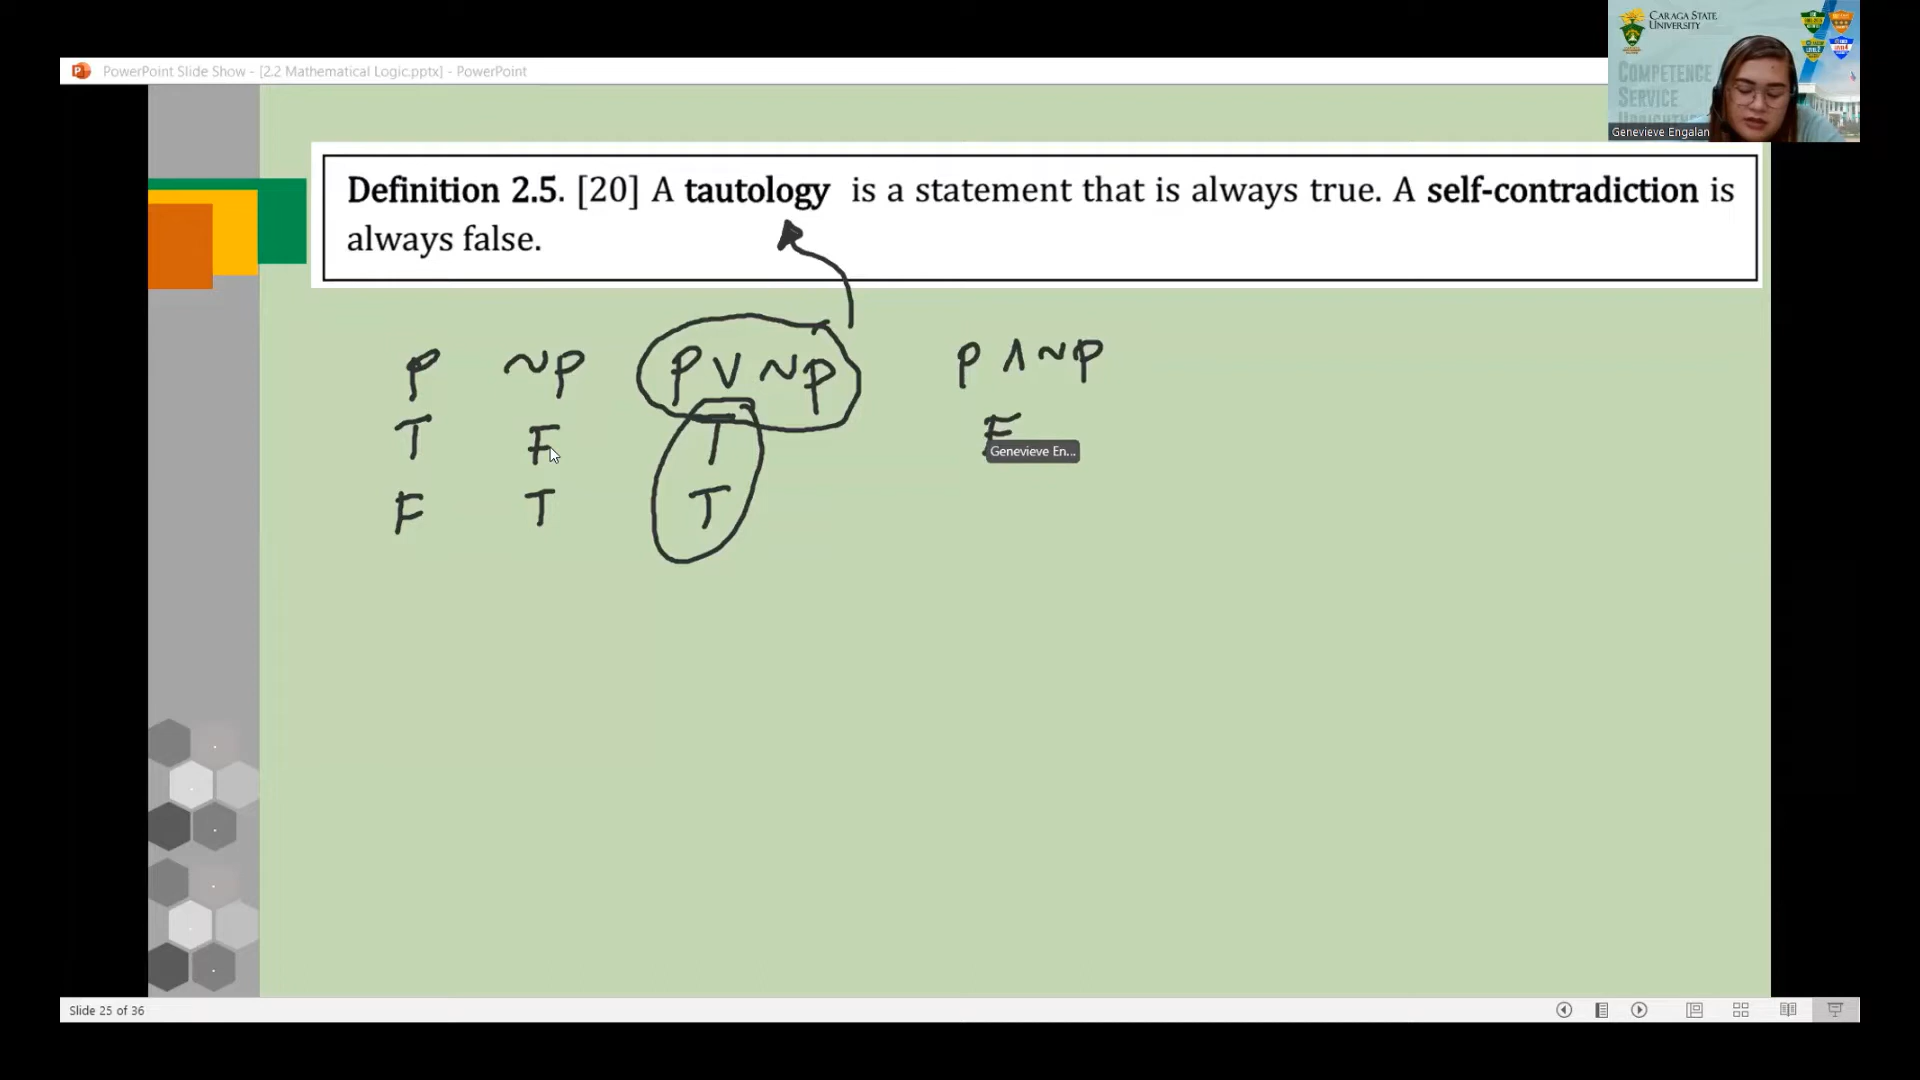 CARAGA STATE
UNIVERSITY
COMPETENCE
SERVICE
Genevieve Engalan
PowerPoint Slide Show - [2.2 Mathematical Logic.pptx] - PowerPoint
Definition 2.5. [20] A tautology is a statement that is always true. A self-contradiction is
always false.
p ~p p ∨ ~p p ∧ ~p
T F T F
F T T
Genevieve En...
Slide 25 of 36